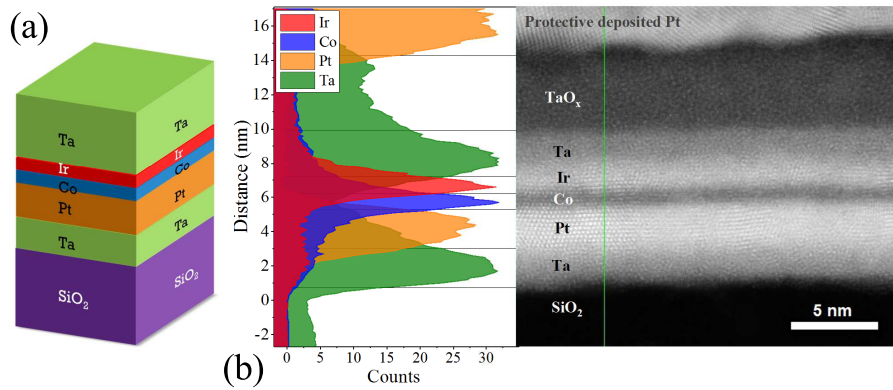 (a)
Ta
Ta
Ir
Ir
Co
Co
Pt
Pt
Ta
Ta
SiO₂
SiO₂
(b)
Distance (nm)
16
14
12
10
8
6
4
2
0
-2
Ir
Co
Pt
Ta
0 5 10 15 20 25 30
Counts
Protective deposited Pt
TaOₓ
Ta
Ir
Co
Pt
Ta
SiO₂
5 nm